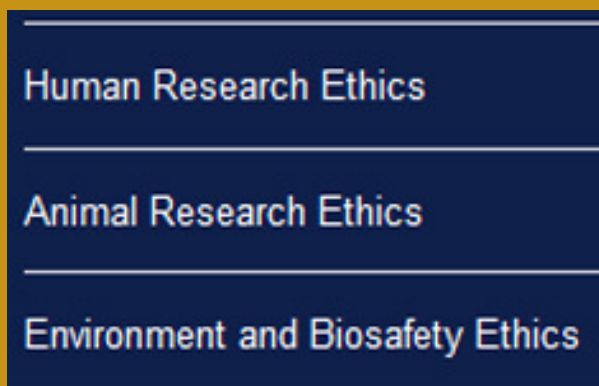 Human Research Ethics
Animal Research Ethics
Environment and Biosafety Ethics